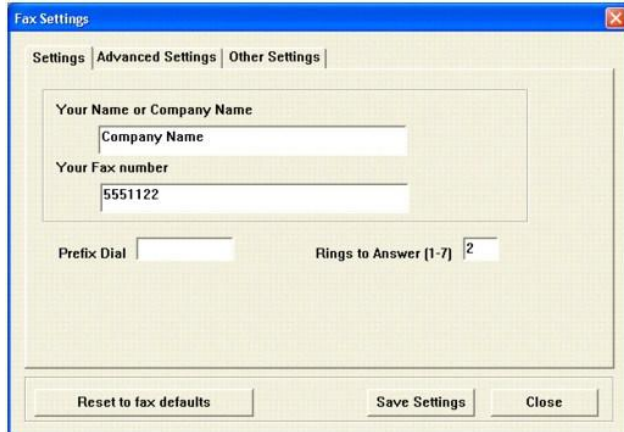 Fax Settings
Settings Advanced Settings Other Settings
Your Name or Company Name
Company Name
Your Fax number
5551122
Prefix Dial Rings to Answer (1-7) 2
Reset to fax defaults Save Settings Close